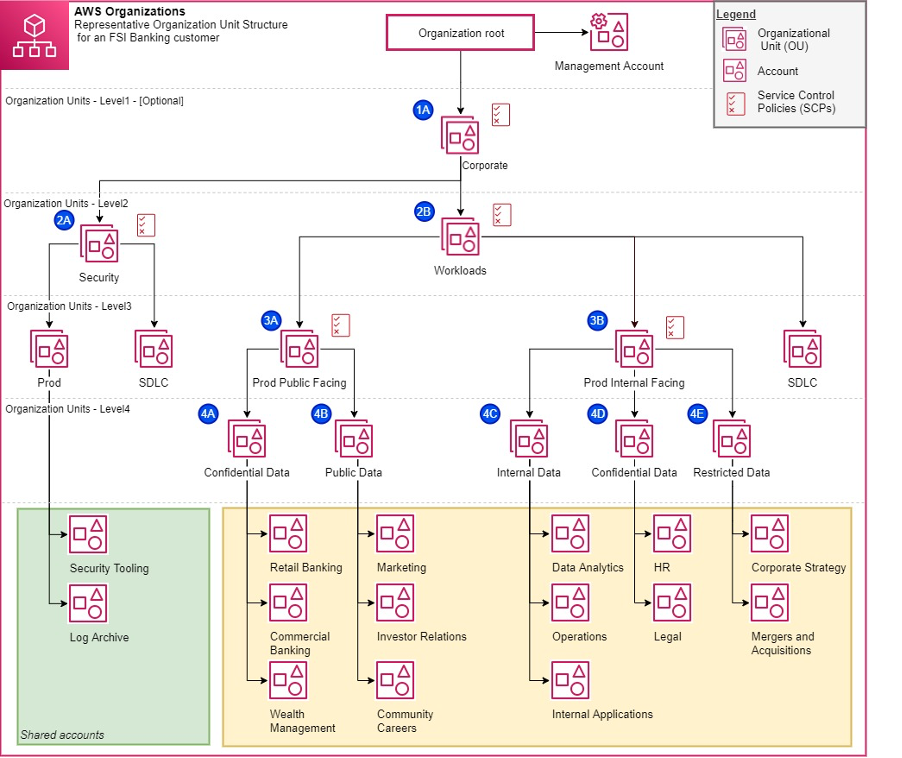 AWS Organizations
Representative Organization Unit Structure
for an FSI Banking customer
Organization root
Management Account
Legend
Organizational
Unit (OU)
Account
Service Control
Policies (SCPs)
Organization Units - Level1 - [Optional]
1A
Corporate
Organization Units - Level2
2A
2B
Security
Workloads
Organization Units - Level3
3A
3B
Prod
SDLC
Prod Public Facing
Prod Internal Facing
SDLC
Organization Units - Level4
4A
4B
4C
4D
4E
Confidential Data
Public Data
Internal Data
Confidential Data
Restricted Data
Security Tooling
Retail Banking
Marketing
Data Analytics
HR
Corporate Strategy
Log Archive
Commercial
Banking
Investor Relations
Operations
Legal
Mergers and
Acquisitions
Wealth
Management
Community
Careers
Internal Applications
Shared accounts